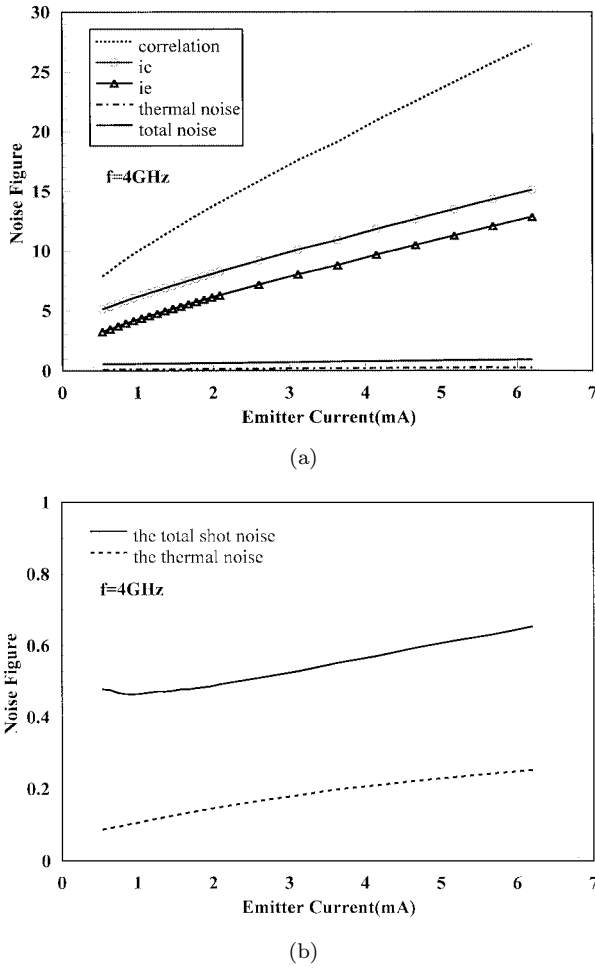 30
25
20
15
10
5
0
Noise Figure
correlation
ic
ie
thermal noise
total noise
f=4GHz
0 1 2 3 4 5 6 7
Emitter Current(mA)
(a)
1
0.8
0.6
0.4
0.2
0
Noise Figure
the total shot noise
the thermal noise
f=4GHz
0 1 2 3 4 5 6 7
Emitter Current(mA)
(b)